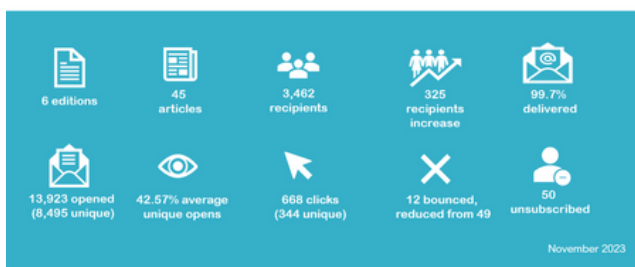 6 editions
45
articles
3,462
recipients
325
recipients
increase
99.7%
delivered
13,923 opened
(8,495 unique)
42.57% average
unique opens
668 clicks
(344 unique)
12 bounced,
reduced from 49
50
unsubscribed
November 2023